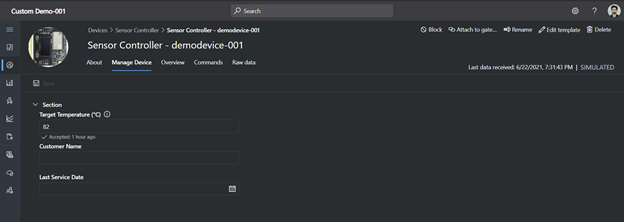 Custom Demo-001
Search
Devices > Sensor Controller > Sensor Controller - demodevice-001
Block
Attach to gate...
Rename
Edit template
Delete
Sensor Controller - demodevice-001
About
Manage Device
Overview
Commands
Raw data
Last data received: 6/22/2021, 7:31:43 PM | SIMULATED
Save
Section
Target Temperature (°C)
82
Accepted: 1 hour ago
Customer Name
Last Service Date